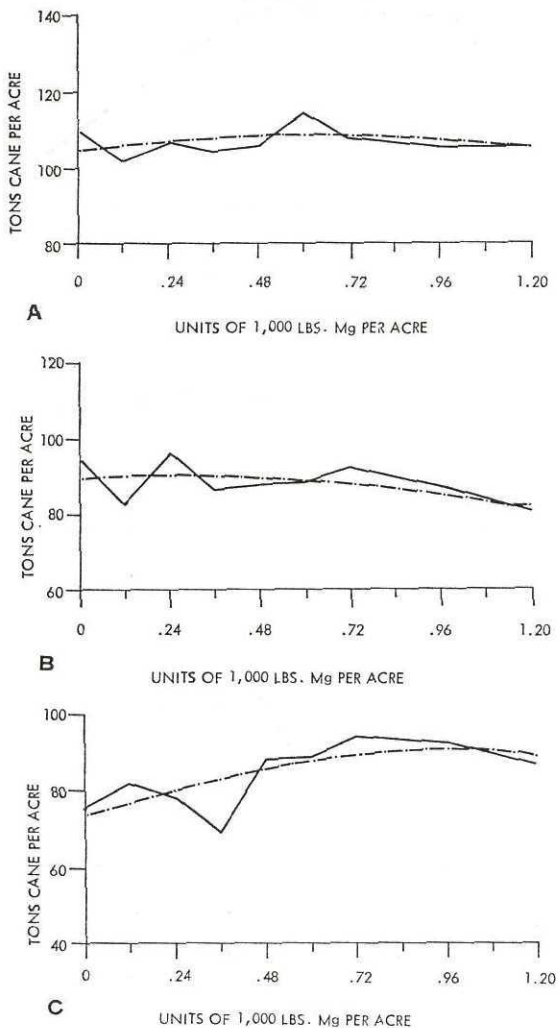 140
120
100
80
TONS CANE PER ACRE
0 .24 .48 .72 .96 1.20
A
UNITS OF 1,000 LBS. Mg PER ACRE
120
100
80
60
TONS CANE PER ACRE
0 .24 .48 .72 .96 1.20
B
UNITS OF 1,000 LBS. Mg PER ACRE
100
80
60
40
TONS CANE PER ACRE
0 .24 .48 .72 .96 1.20
C
UNITS OF 1,000 LBS. Mg PER ACRE